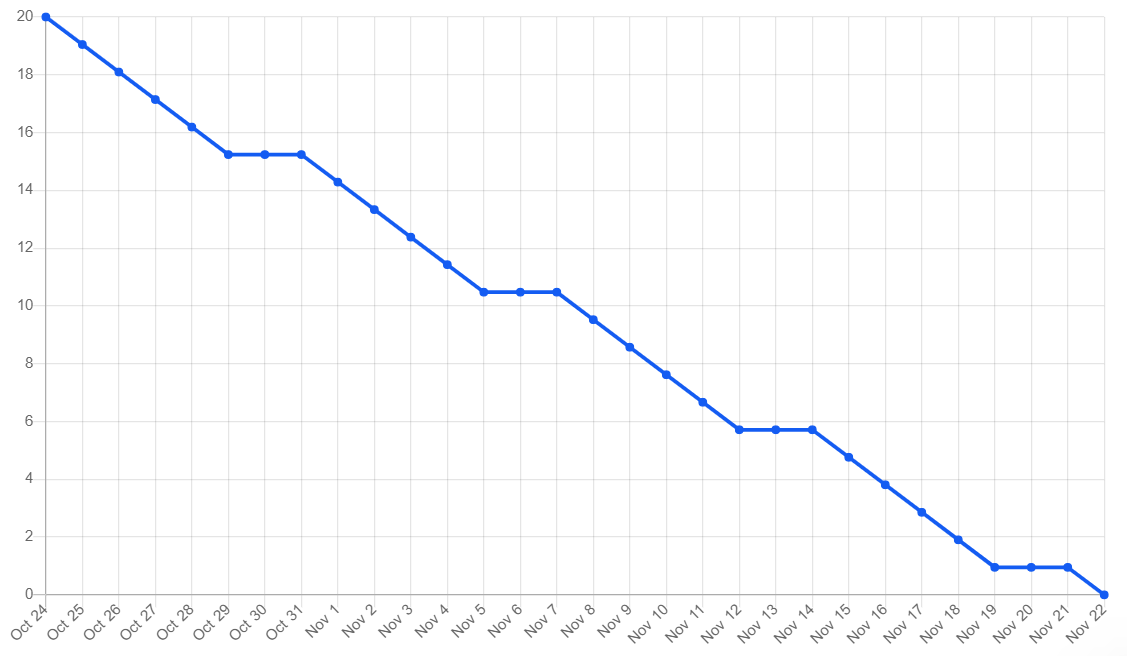 20
18
16
14
12
10
8
6
4
2
0
Oct 24
Oct 25
Oct 26
Oct 27
Oct 28
Oct 29
Oct 30
Oct 31
Nov 1
Nov 2
Nov 3
Nov 4
Nov 5
Nov 6
Nov 7
Nov 8
Nov 9
Nov 10
Nov 11
Nov 12
Nov 13
Nov 14
Nov 15
Nov 16
Nov 17
Nov 18
Nov 19
Nov 20
Nov 21
Nov 22